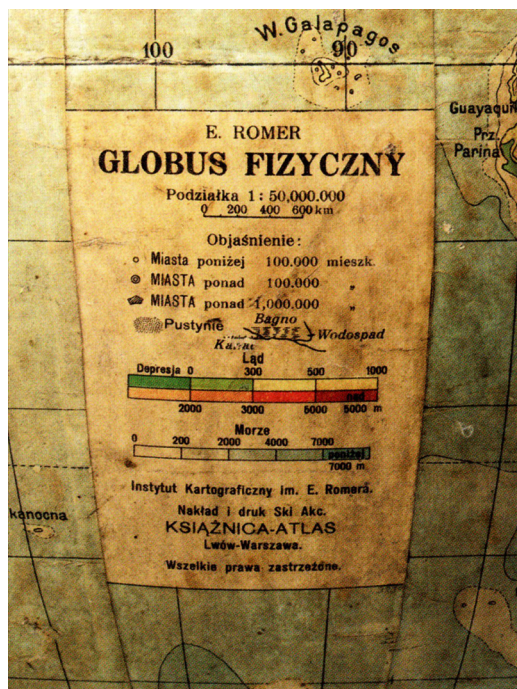 W. Galapagos
100 90
Guayaquil
Prz.
Parina
E. ROMER
GLOBUS FIZYCZNY
Podziałka 1 : 50,000.000
0 200 400 600 km
Objaśnienie:
Miasta poniżej 100.000 mieszk.
MIASTA ponad 100.000 „
MIASTA ponad 1,000,000 „
Bagno
Pustynie
Wodospad
Ląd
Depresja 0 300 500 1000
2000 3000 5000 5000 m
Morze
0 200 2000 4000 7000
poniżej
7000 m
Instytut Kartograficzny im. E. Romera.
Nakład i druk Ski Akc.
KSIĄŻNICA-ATLAS
Lwów-Warszawa.
Wszelkie prawa zastrzeżone.
kanocna